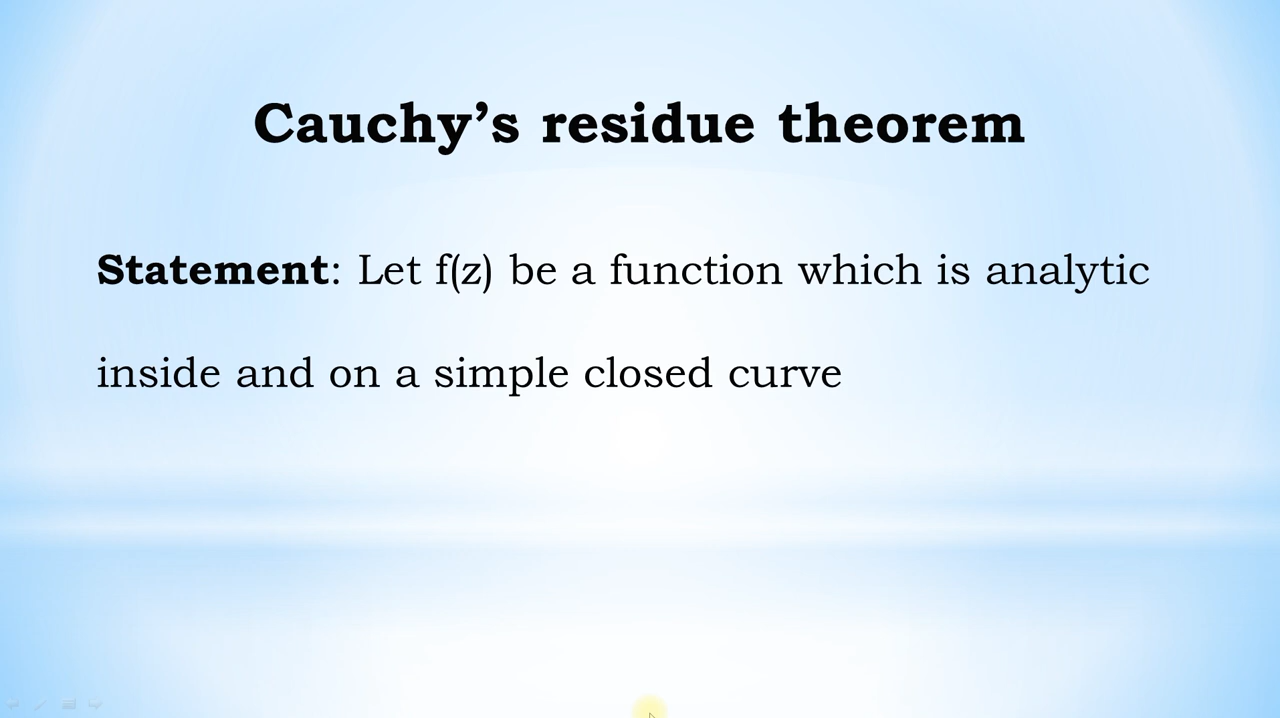 Cauchy’s residue theorem
Statement: Let f(z) be a function which is analytic
inside and on a simple closed curve